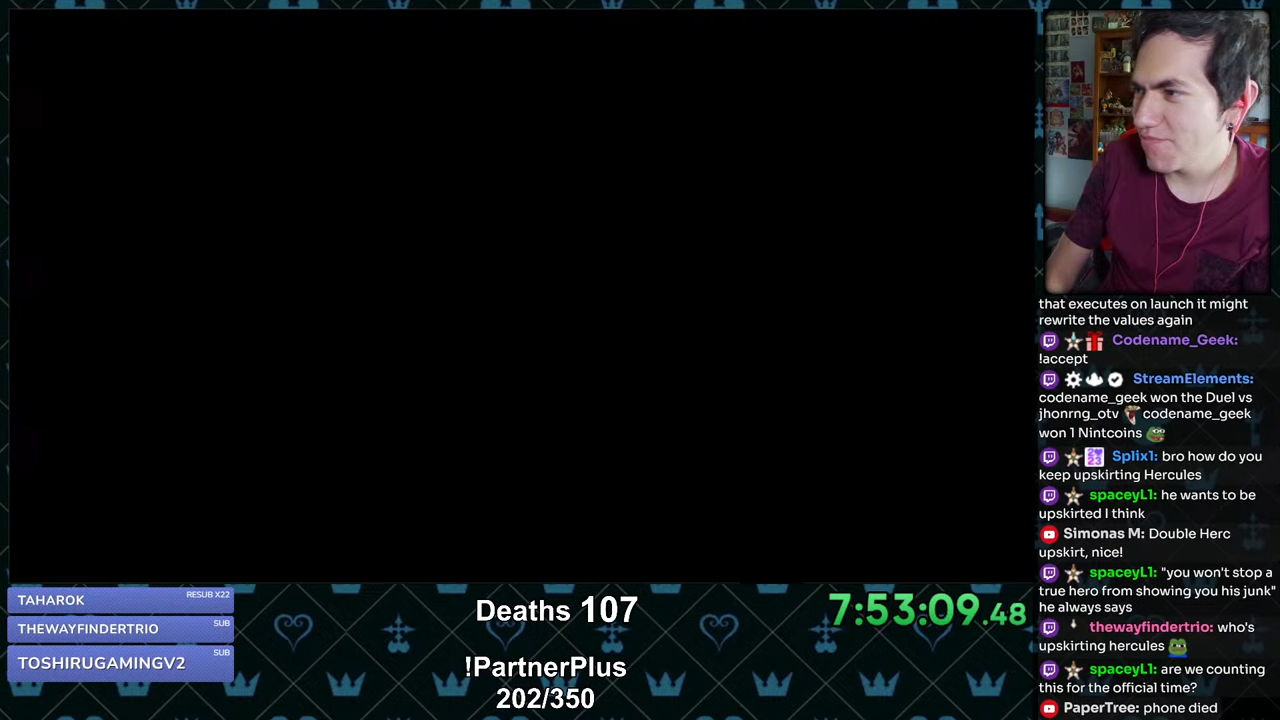 that executes on launch it might
rewrite the values again
Codename_Geek:
!accept
StreamElements:
codename_geek won the Duel vs
jhonrng_otv codename_geek
won 1 Nintcoins
Splix1: bro how do you
keep upskirting Hercules
spaceyL1: he wants to be
upskirted I think
Simonas M: Double Herc
upskirt, nice!
spaceyL1: "you won't stop a
true hero from showing you his junk"
he always says
thewayfindertrio: who's
upskirting hercules
spaceyL1: are we counting
this for the official time?
PaperTree: phone died
TAHAROK RESUB X22
THEWAYFINDERTRIO SUB
TOSHIRUGAMINGV2 SUB
Deaths 107
!PartnerPlus
202/350
7:53:09.48